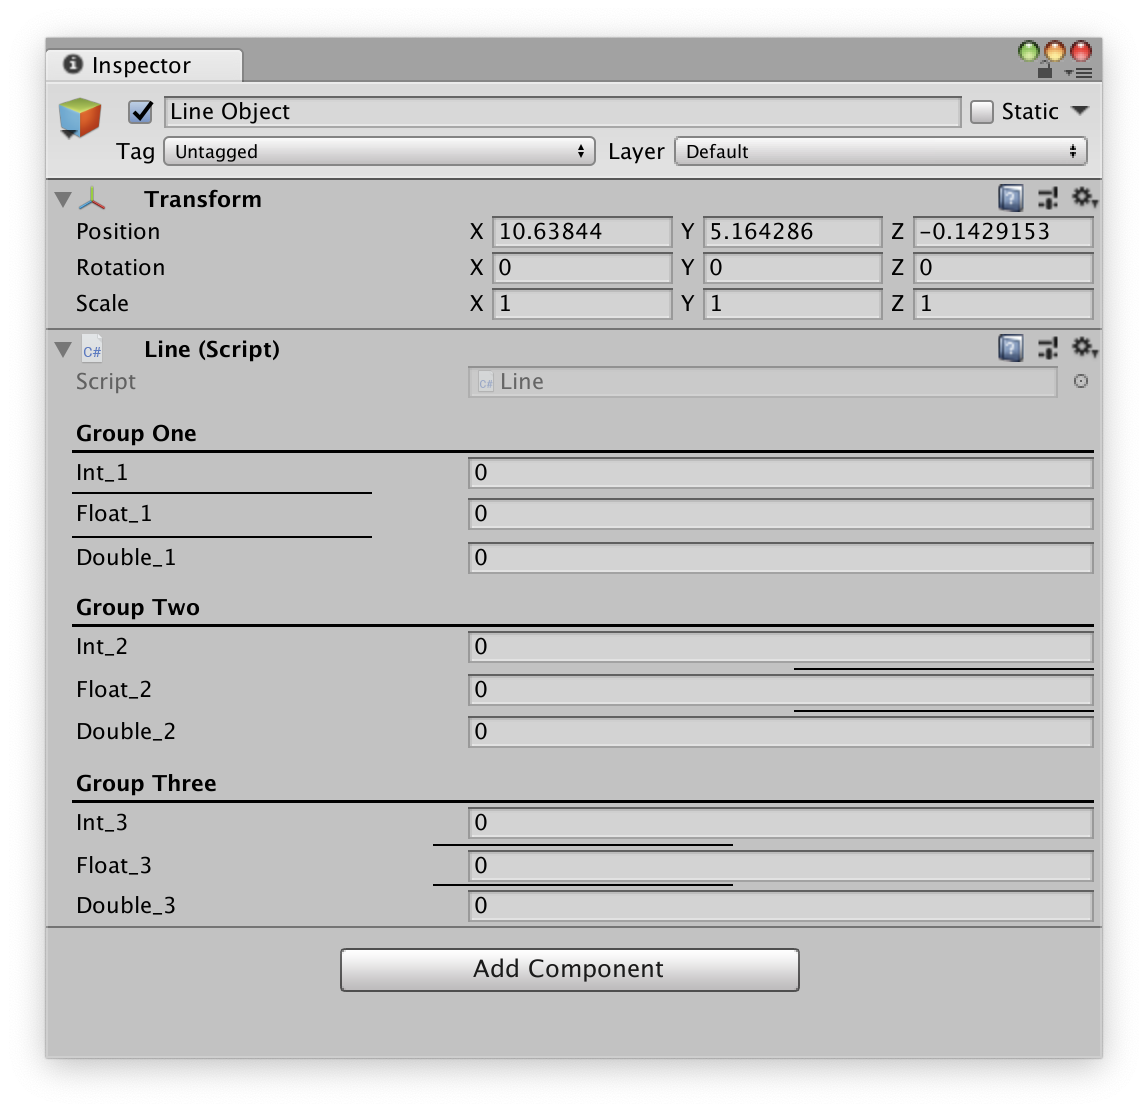 Inspector
Line Object
Static
Tag Untagged Layer Default
Transform
Position X 10.63844 Y 5.164286 Z -0.1429153
Rotation X 0 Y 0 Z 0
Scale X 1 Y 1 Z 1
C# Line (Script)
Script C# Line
Group One
Int_1 0
Float_1 0
Double_1 0
Group Two
Int_2 0
Float_2 0
Double_2 0
Group Three
Int_3 0
Float_3 0
Double_3 0
Add Component